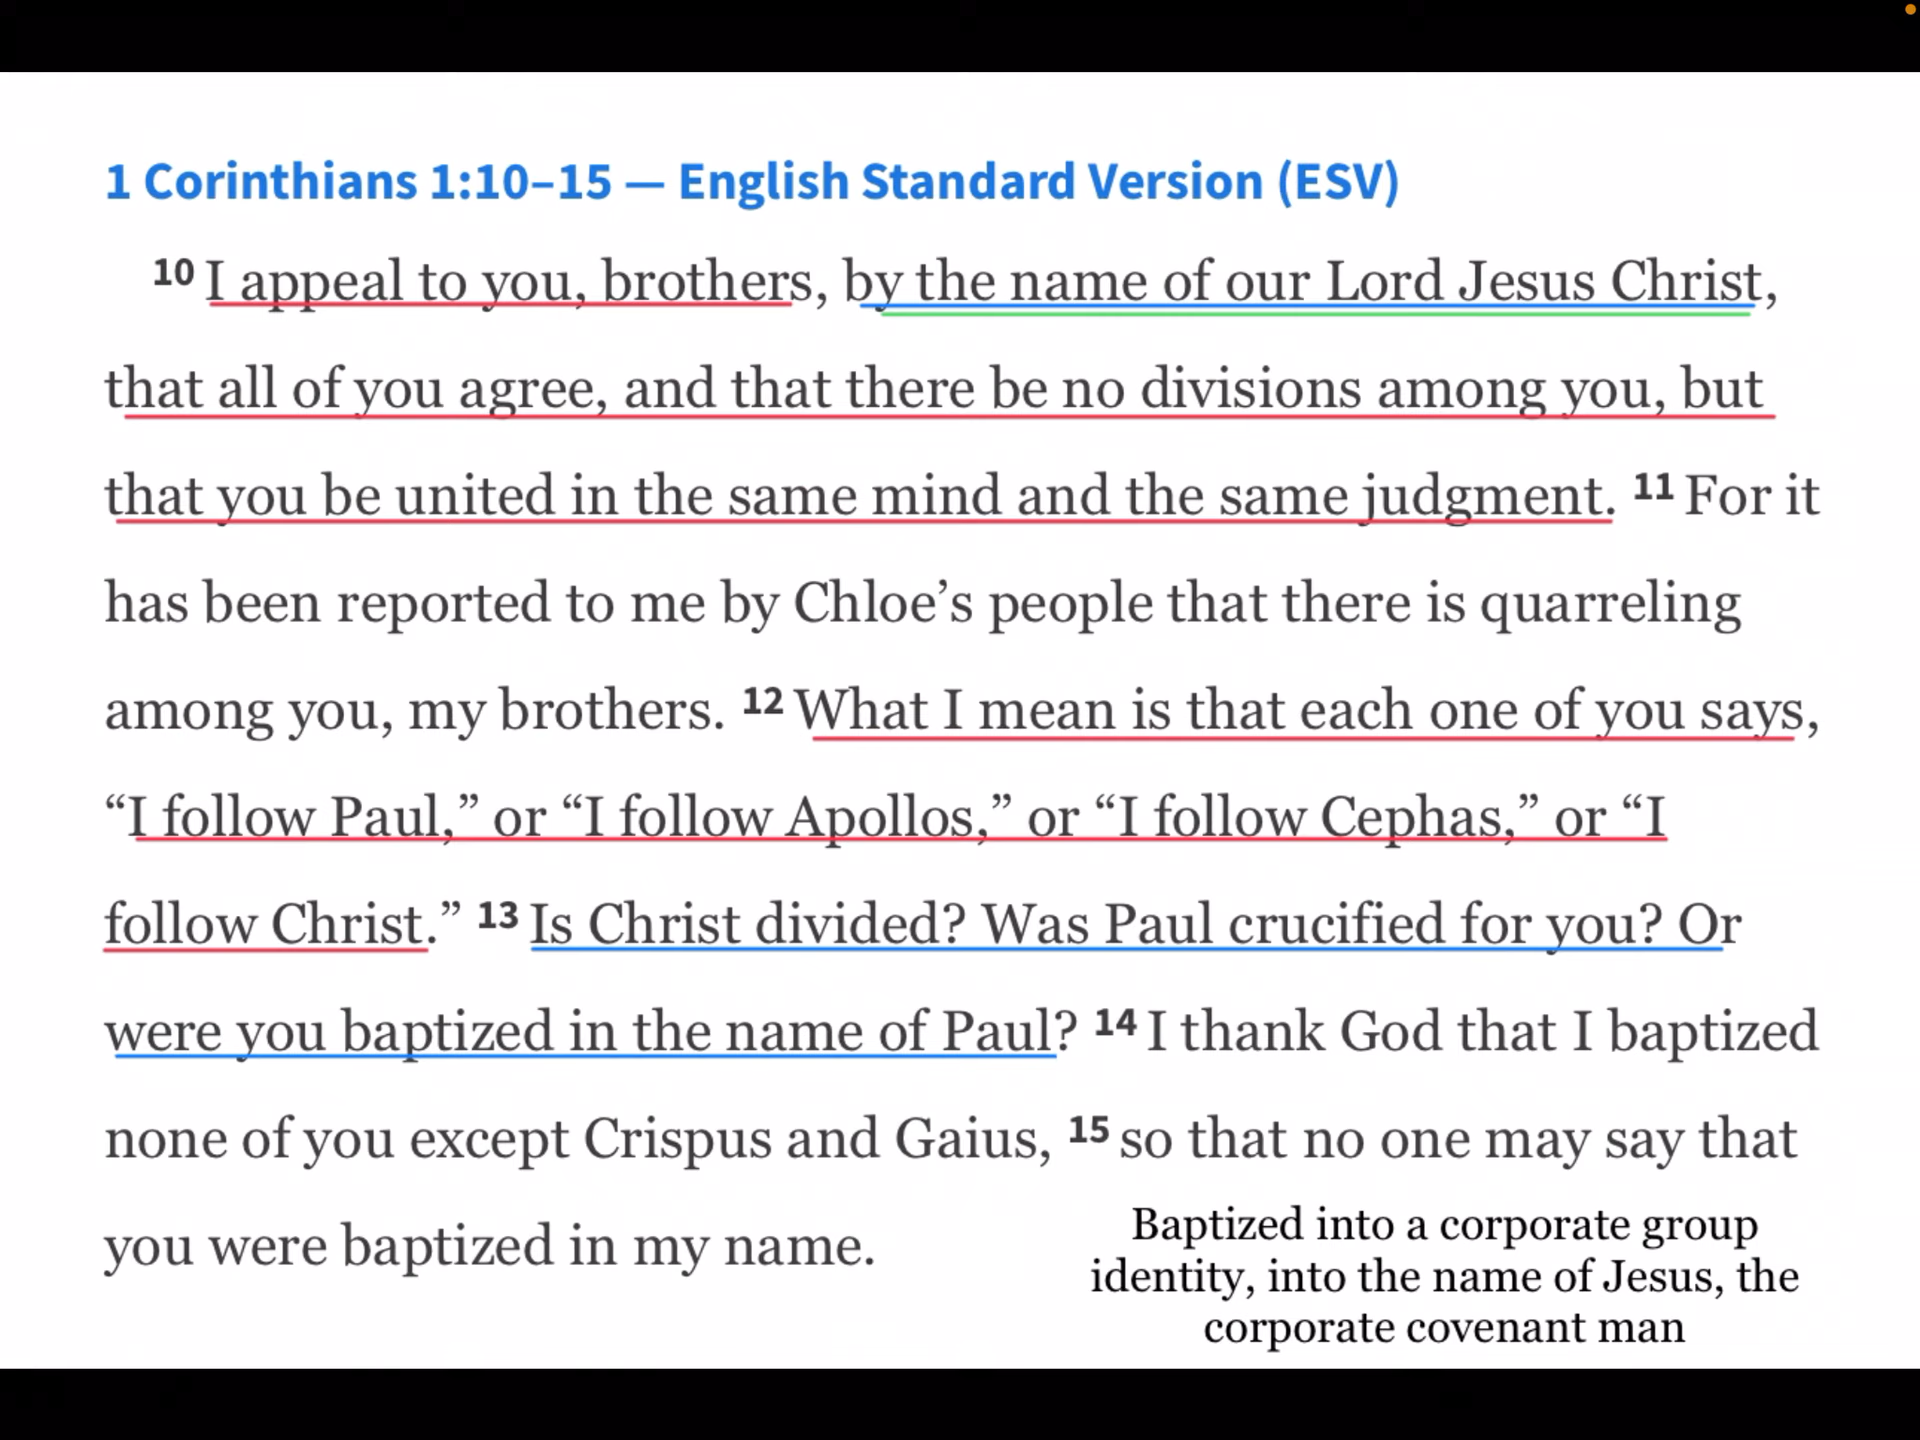 1 Corinthians 1:10–15 — English Standard Version (ESV)
10 I appeal to you, brothers, by the name of our Lord Jesus Christ,
that all of you agree, and that there be no divisions among you, but
that you be united in the same mind and the same judgment. 11 For it
has been reported to me by Chloe’s people that there is quarreling
among you, my brothers. 12 What I mean is that each one of you says,
“I follow Paul,” or “I follow Apollos,” or “I follow Cephas,” or “I
follow Christ.” 13 Is Christ divided? Was Paul crucified for you? Or
were you baptized in the name of Paul? 14 I thank God that I baptized
none of you except Crispus and Gaius, 15 so that no one may say that
you were baptized in my name.
Baptized into a corporate group
identity, into the name of Jesus, the
corporate covenant man